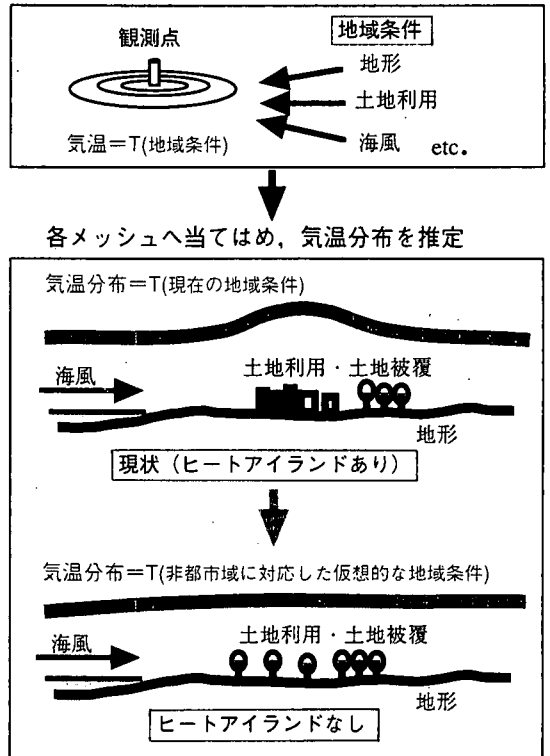 観測点
地域条件
地形
土地利用
海風 etc.
気温＝T(地域条件)
各メッシュへ当てはめ，気温分布を推定
気温分布＝T(現在の地域条件)
土地利用・土地被覆
海風
地形
現状（ヒートアイランドあり）
気温分布＝T(非都市域に対応した仮想的な地域条件)
土地利用・土地被覆
海風
地形
ヒートアイランドなし